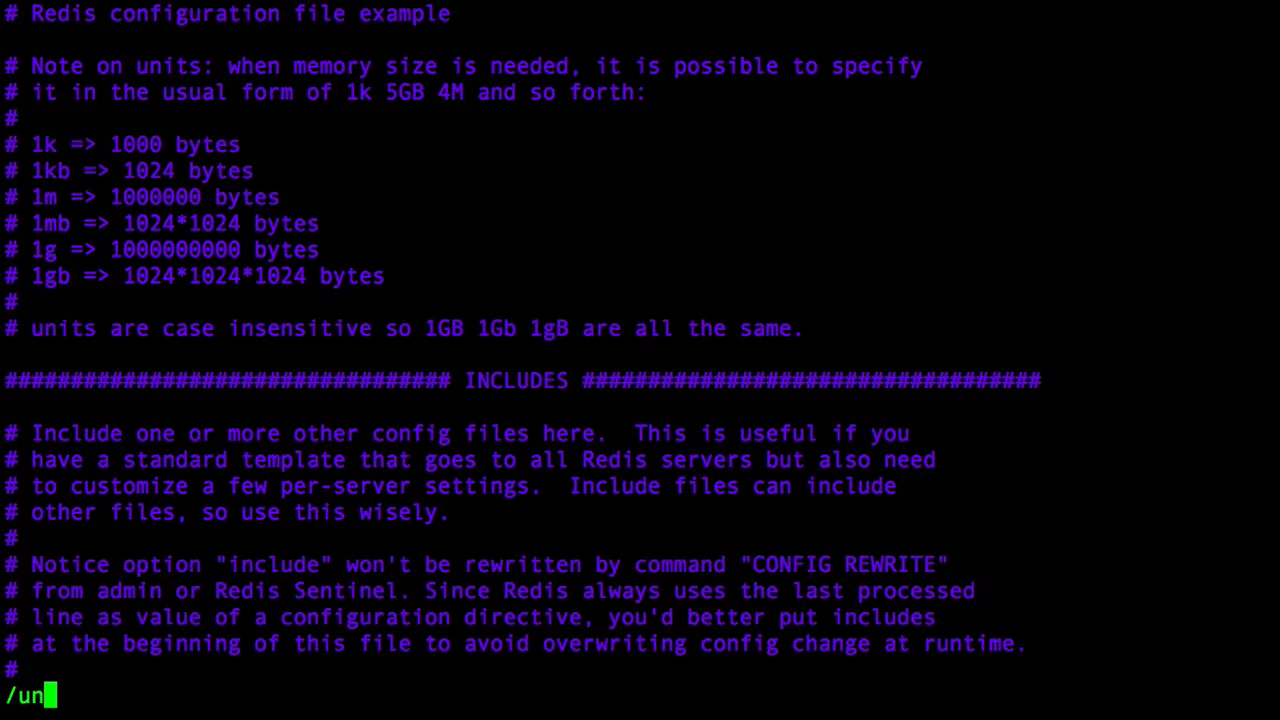 # Redis configuration file example
# Note on units: when memory size is needed, it is possible to specify
# it in the usual form of 1k 5GB 4M and so forth:
#
# 1k => 1000 bytes
# 1kb => 1024 bytes
# 1m => 1000000 bytes
# 1mb => 1024*1024 bytes
# 1g => 1000000000 bytes
# 1gb => 1024*1024*1024 bytes
#
# units are case insensitive so 1GB 1Gb 1gB are all the same.
################################## INCLUDES ###################################
# Include one or more other config files here.  This is useful if you
# have a standard template that goes to all Redis servers but also need
# to customize a few per-server settings.  Include files can include
# other files, so use this wisely.
#
# Notice option "include" won't be rewritten by command "CONFIG REWRITE"
# from admin or Redis Sentinel. Since Redis always uses the last processed
# line as value of a configuration directive, you'd better put includes
# at the beginning of this file to avoid overwriting config change at runtime.
#
/un